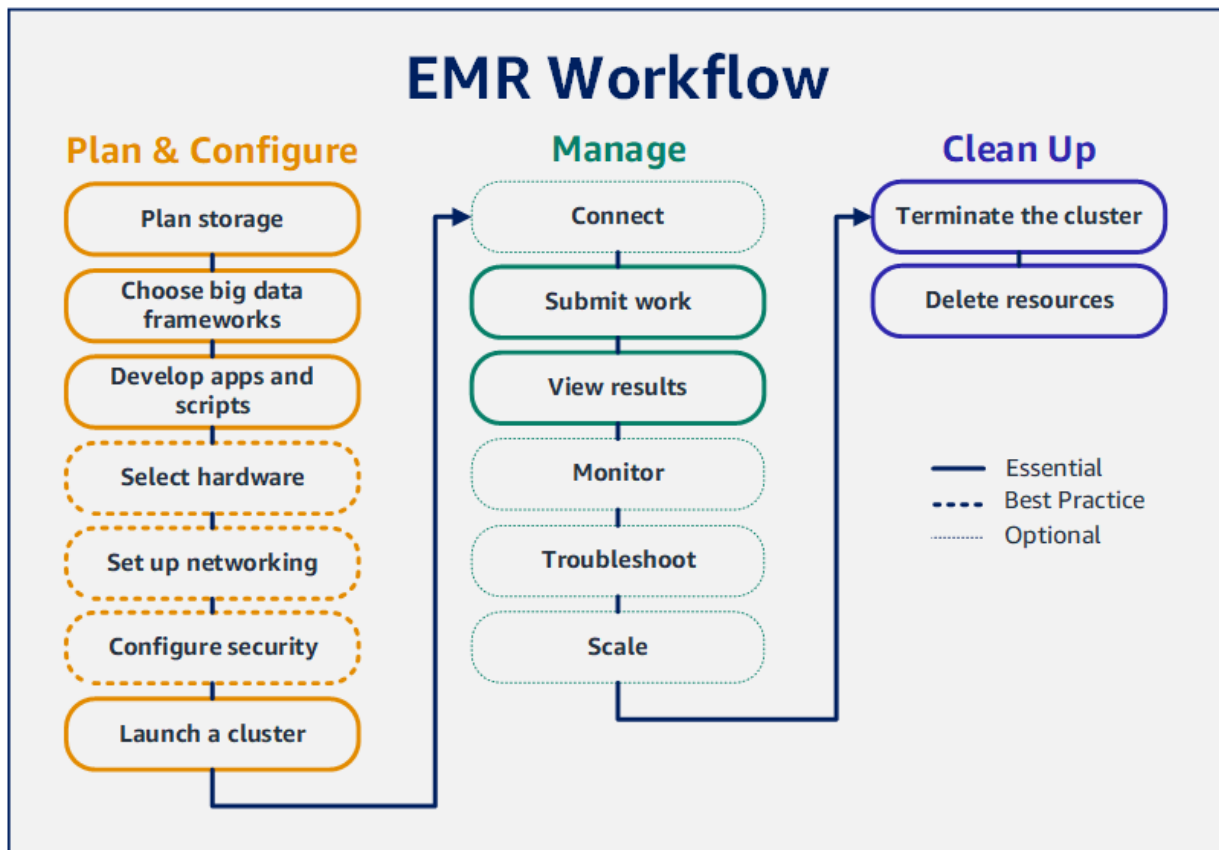 EMR Workflow
Plan & Configure
Plan storage
Choose big data
frameworks
Develop apps and
scripts
Select hardware
Set up networking
Configure security
Launch a cluster
Manage
Connect
Submit work
View results
Monitor
Troubleshoot
Scale
Clean Up
Terminate the cluster
Delete resources
Essential
Best Practice
Optional